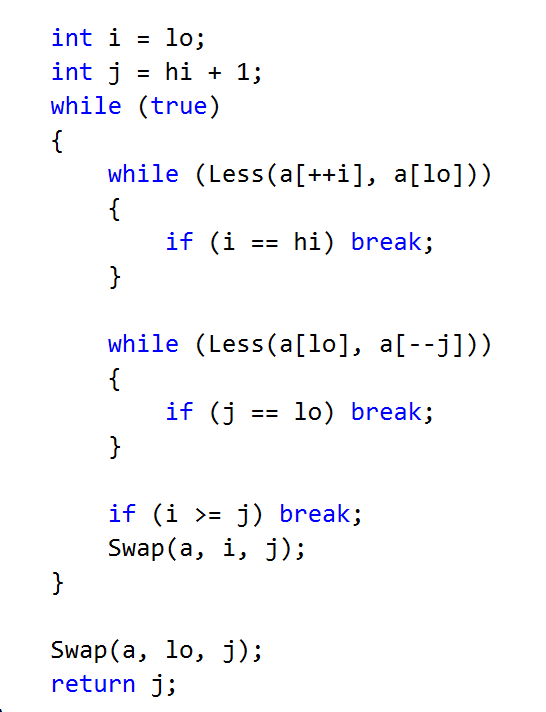 int i = lo;
int j = hi + 1;
while (true)
{
    while (Less(a[++i], a[lo]))
    {
        if (i == hi) break;
    }

    while (Less(a[lo], a[--j]))
    {
        if (j == lo) break;
    }

    if (i >= j) break;
    Swap(a, i, j);
}

Swap(a, lo, j);
return j;